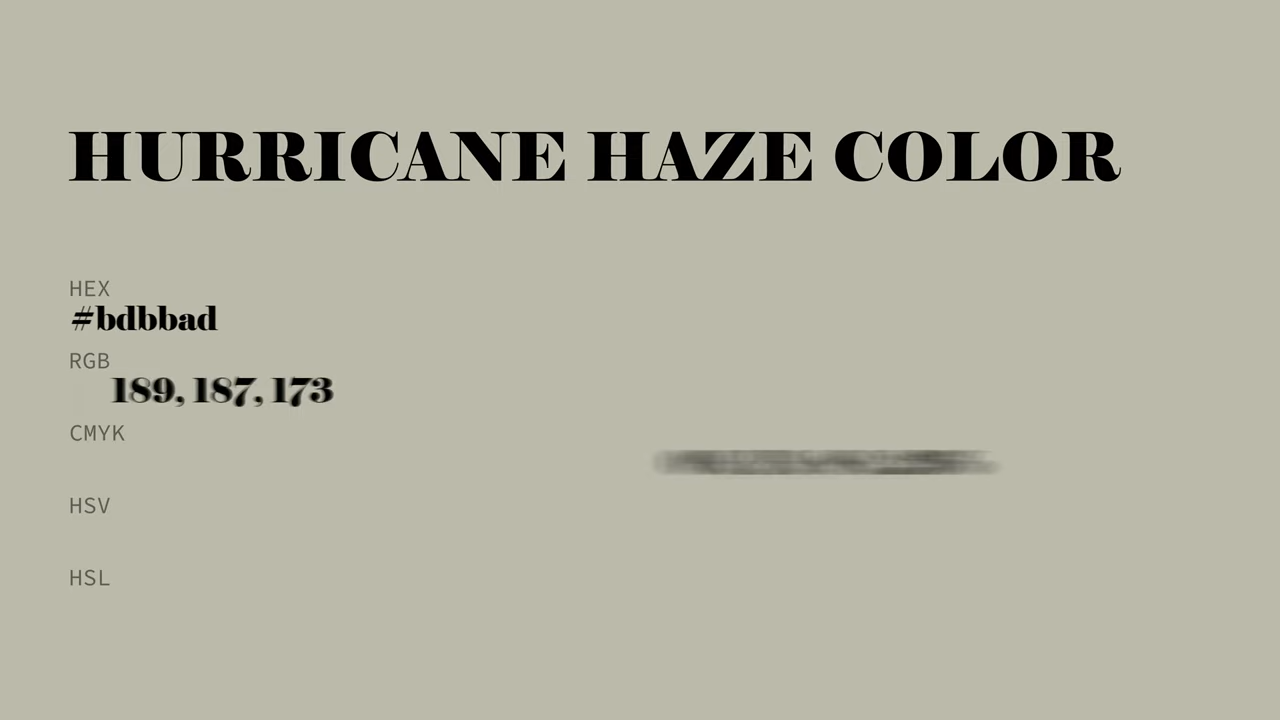 HURRICANE HAZE COLOR
HEX
#bdbbad
RGB
189, 187, 173
CMYK
HSV
HSL